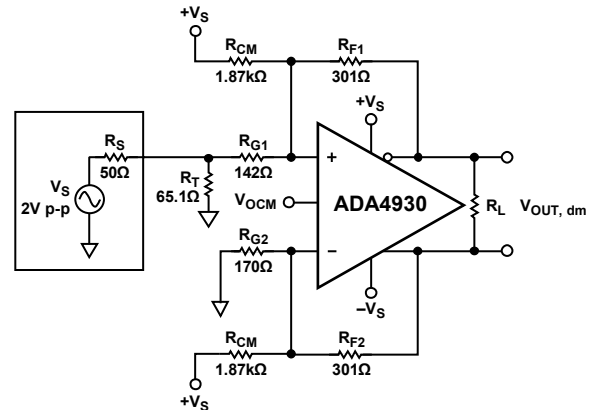 +VS
RCM
1.87kΩ
RF1
301Ω
+VS
RS
50Ω
VS
2V p-p
RT
65.1Ω
RG1
142Ω
+
VOCM
ADA4930
RL
VOUT, dm
RG2
170Ω
–
–VS
RCM
1.87kΩ
RF2
301Ω
+VS